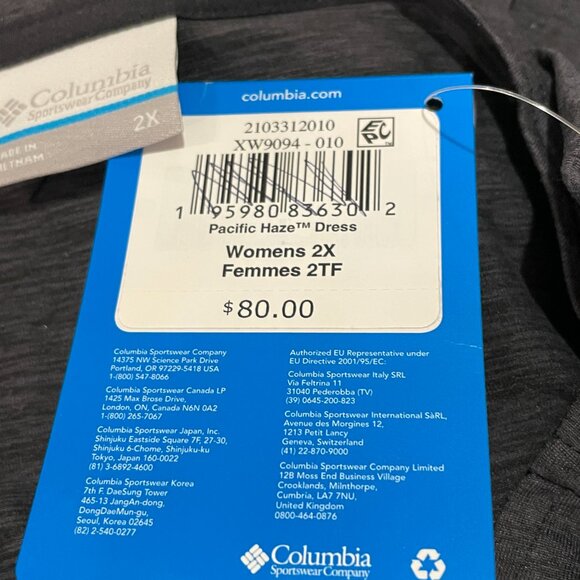 Columbia
Sportswear Company
2X
MADE IN
VIETNAM
columbia.com
2103312010
XW9094 - 010
EPC
1 95980 83630 2
Pacific Haze™ Dress
Womens 2X
Femmes 2TF
$80.00
Columbia Sportswear Company
14375 NW Science Park Drive
Portland, OR 97229-5418 USA
1-(800) 547-8066
Columbia Sportswear Canada LP
1425 Max Brose Drive,
London, ON, Canada N6N 0A2
1-(800) 265-7067
Columbia Sportswear Japan, Inc.
Shinjuku Eastside Square 7F, 27-30,
Shinjuku 6-Chome, Shinjuku-ku
Tokyo, Japan 160-0022
(81) 3-6892-4600
Columbia Sportswear Korea
7th F. DaeSung Tower
465-13 JangAn-dong,
DongDaeMun-gu,
Seoul, Korea 02645
(82) 2-540-0277
Authorized EU Representative under
EU Directive 2001/95/EC:
Columbia Sportswear Italy SRL
Via Feltrina 11
31040 Pederobba (TV)
(39) 0645-200-823
Columbia Sportswear International SàRL,
Avenue des Morgines 12,
1213 Petit Lancy
Geneva, Switzerland
(41) 22-870-9000
Columbia Sportswear Company Limited
12B Moss End Business Village
Crooklands, Milnthorpe,
Cumbria, LA7 7NU,
United Kingdom
0800-464-0876
Columbia
Sportswear Company